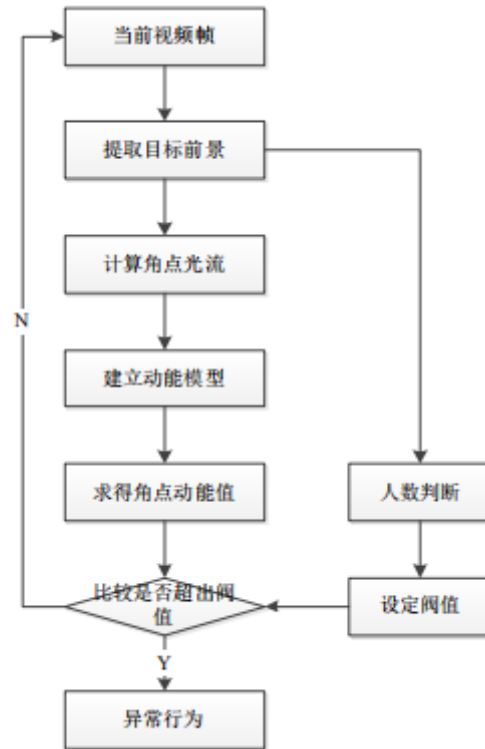 当前视频帧
提取目标前景
计算角点光流
N
建立动能模型
求得角点动能值
人数判断
比较是否超出阀
值
设定阀值
Y
异常行为